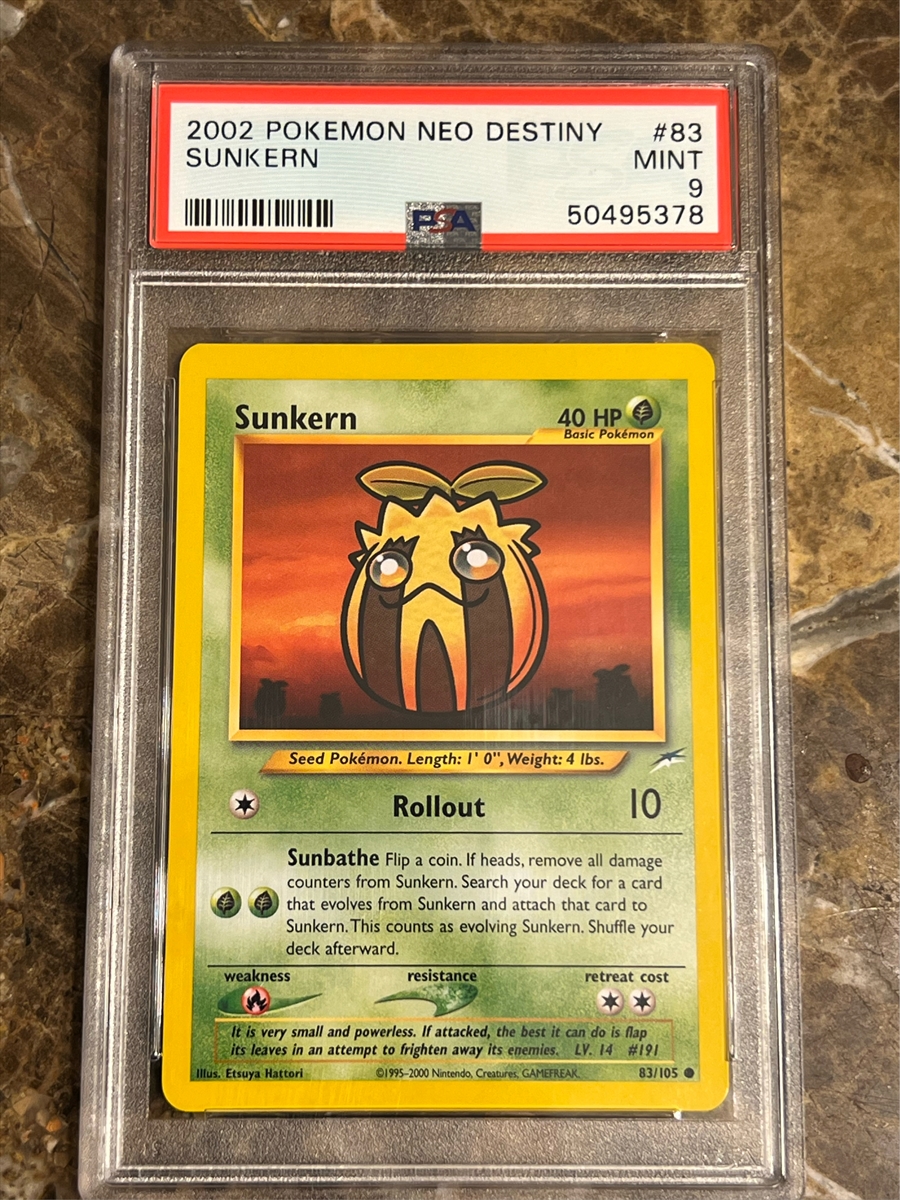 2002 POKEMON NEO DESTINY #83
SUNKERN MINT
9
PSA 50495378
Sunkern 40 HP
Basic Pokémon
Seed Pokémon. Length: 1' 0", Weight: 4 lbs.
Rollout 10
Sunbathe Flip a coin. If heads, remove all damage
counters from Sunkern. Search your deck for a card
that evolves from Sunkern and attach that card to
Sunkern. This counts as evolving Sunkern. Shuffle your
deck afterward.
weakness resistance retreat cost
It is very small and powerless. If attacked, the best it can do is flap
its leaves in an attempt to frighten away its enemies. LV. 14 #191
Illus. Etsuya Hattori ©1995-2000 Nintendo, Creatures, GAMEFREAK. 83/105